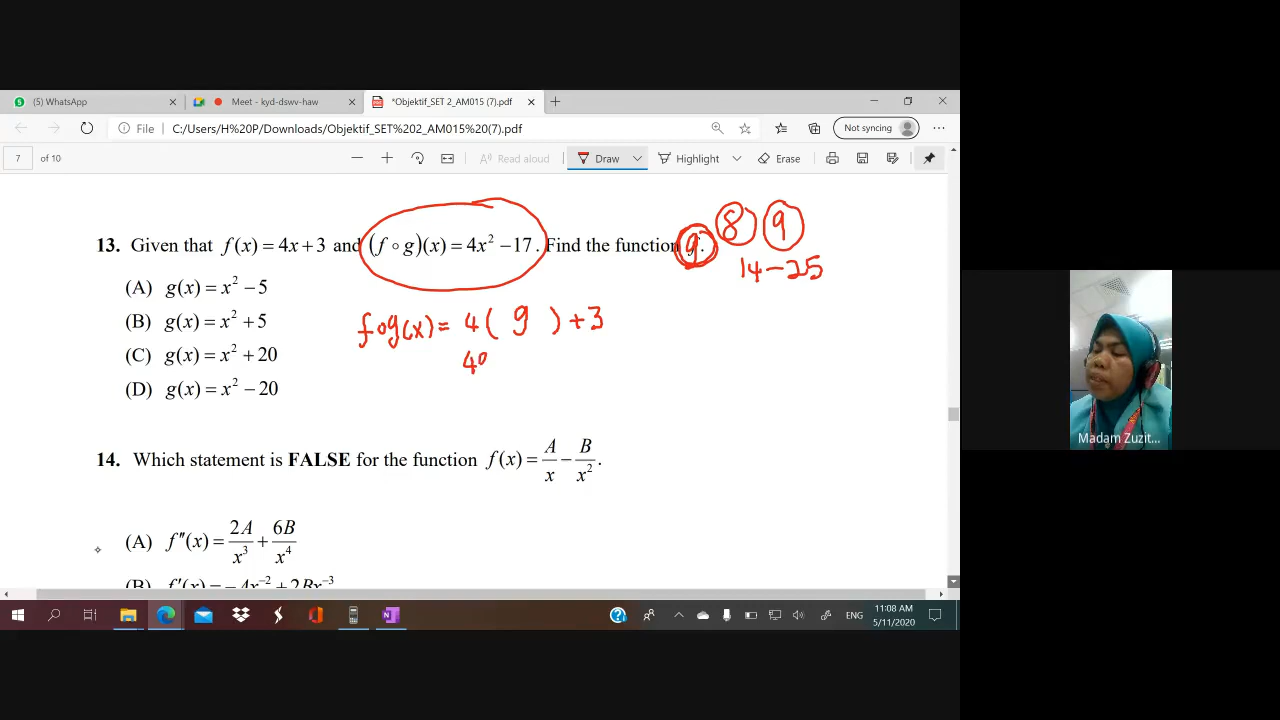 (5) WhatsApp
Meet - kyd-dswv-haw
*Objektif_SET 2_AM015 (7).pdf
File C:/Users/H%20P/Downloads/Objektif_SET%202_AM015%20(7).pdf
Not syncing
7 of 10
Read aloud
Draw
Highlight
Erase
8 9
13. Given that f(x) = 4x + 3 and (f ∘ g)(x) = 4x² − 17. Find the function g.
14 − 25
(A) g(x) = x² − 5
(B) g(x) = x² + 5
fog(x) = 4( g ) + 3
(C) g(x) = x² + 20
(D) g(x) = x² − 20
14. Which statement is FALSE for the function f(x) = A/x − B/x².
(A) f″(x) = 2A/x³ + 6B/x⁴
Madam Zuzit...
ENG
11:08 AM
5/11/2020